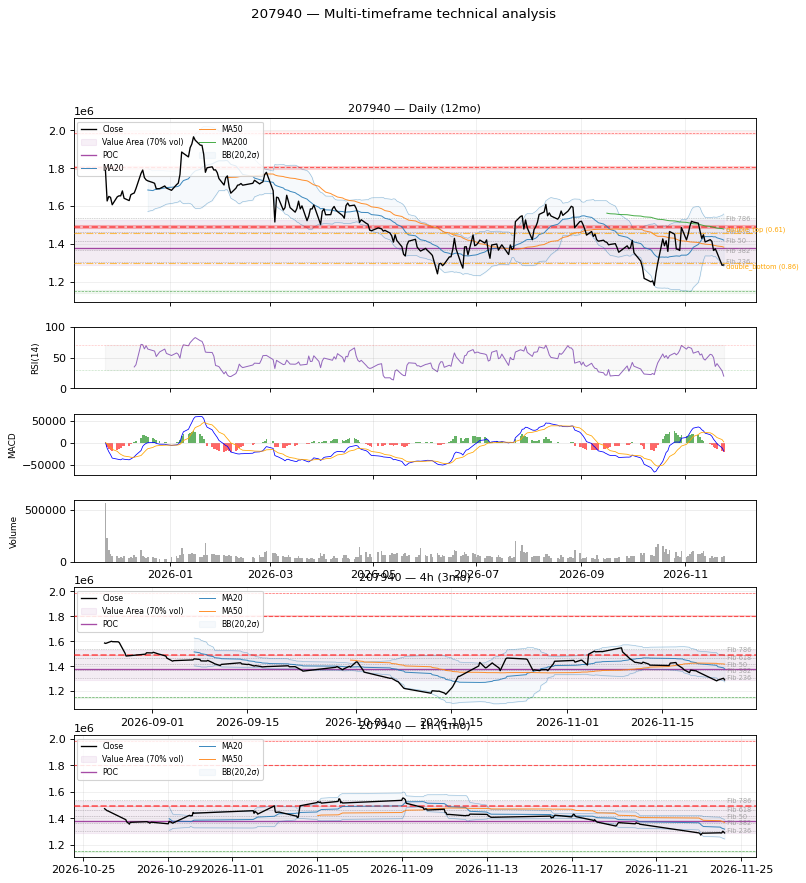 207940 — Multi-timeframe technical analysis
207940 — Daily (12mo)
1e6
Close
Value Area (70% vol)
POC
MA20
MA50
MA200
BB(20,2σ)
2.0
1.8
1.6
1.4
1.2
Fib 786
(0.61)
Fib 50
Fib 382
Fib 236
double_bottom (0.86)
RSI(14)
100
50
0
MACD
50000
0
−50000
Volume
500000
0
2026-01
2026-03
2026-05
2026-07
2026-09
2026-11
207940 — 4h (3mo)
1e6
Close
Value Area (70% vol)
POC
MA20
MA50
BB(20,2σ)
2.0
1.8
1.6
1.4
1.2
Fib 786
Fib 618
Fib 50
Fib 382
Fib 236
2026-09-01
2026-09-15
2026-10-01
2026-10-15
2026-11-01
2026-11-15
207940 — 1h (1mo)
1e6
Close
Value Area (70% vol)
POC
MA20
MA50
BB(20,2σ)
2.0
1.8
1.6
1.4
1.2
Fib 786
Fib 618
Fib 50
Fib 382
Fib 236
2026-10-25
2026-10-29
2026-11-01
2026-11-05
2026-11-09
2026-11-13
2026-11-17
2026-11-21
2026-11-25